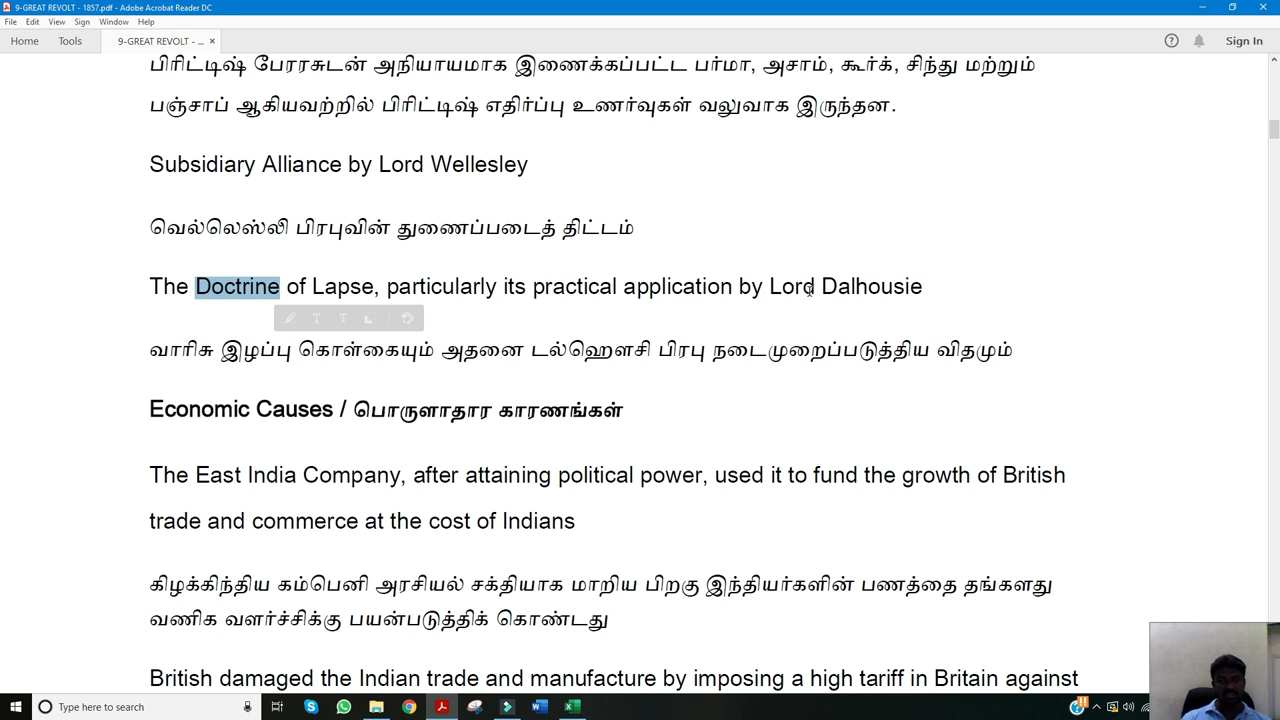 9-GREAT REVOLT - 1857.pdf - Adobe Acrobat Reader DC
File Edit View Sign Window Help
Home Tools 9-GREAT REVOLT - ... × Sign In
பிரிட்டிஷ் பேரரசுடன் அநியாயமாக இணைக்கப்பட்ட பர்மா, அசாம், கூர்க், சிந்து மற்றும்
பஞ்சாப் ஆகியவற்றில் பிரிட்டிஷ் எதிர்ப்பு உணர்வுகள் வலுவாக இருந்தன.
Subsidiary Alliance by Lord Wellesley
வெல்லெஸ்லி பிரபுவின் துணைப்படைத் திட்டம்
The Doctrine of Lapse, particularly its practical application by Lord Dalhousie
வாரிசு இழப்பு கொள்கையும் அதனை டல்ஹௌசி பிரபு நடைமுறைப்படுத்திய விதமும்
Economic Causes / பொருளாதார காரணங்கள்
The East India Company, after attaining political power, used it to fund the growth of British
trade and commerce at the cost of Indians
கிழக்கிந்திய கம்பெனி அரசியல் சக்தியாக மாறிய பிறகு இந்தியர்களின் பணத்தை தங்களது
வணிக வளர்ச்சிக்கு பயன்படுத்திக் கொண்டது
British damaged the Indian trade and manufacture by imposing a high tariff in Britain against
Type here to search